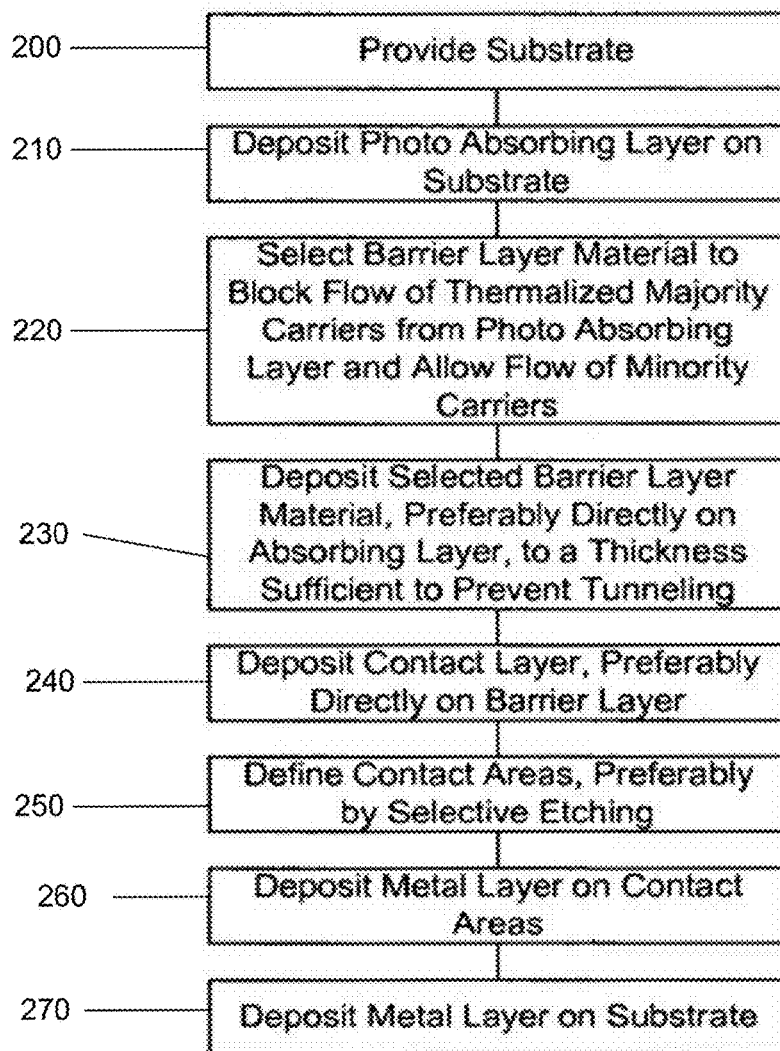 200
Provide Substrate
210
Deposit Photo Absorbing Layer on
Substrate
220
Select Barrier Layer Material to
Block Flow of Thermalized Majority
Carriers from Photo Absorbing
Layer and Allow Flow of Minority
Carriers
230
Deposit Selected Barrier Layer
Material, Preferably Directly on
Absorbing Layer, to a Thickness
Sufficient to Prevent Tunneling
240
Deposit Contact Layer, Preferably
Directly on Barrier Layer
250
Define Contact Areas, Preferably
by Selective Etching
260
Deposit Metal Layer on Contact
Areas
270
Deposit Metal Layer on Substrate